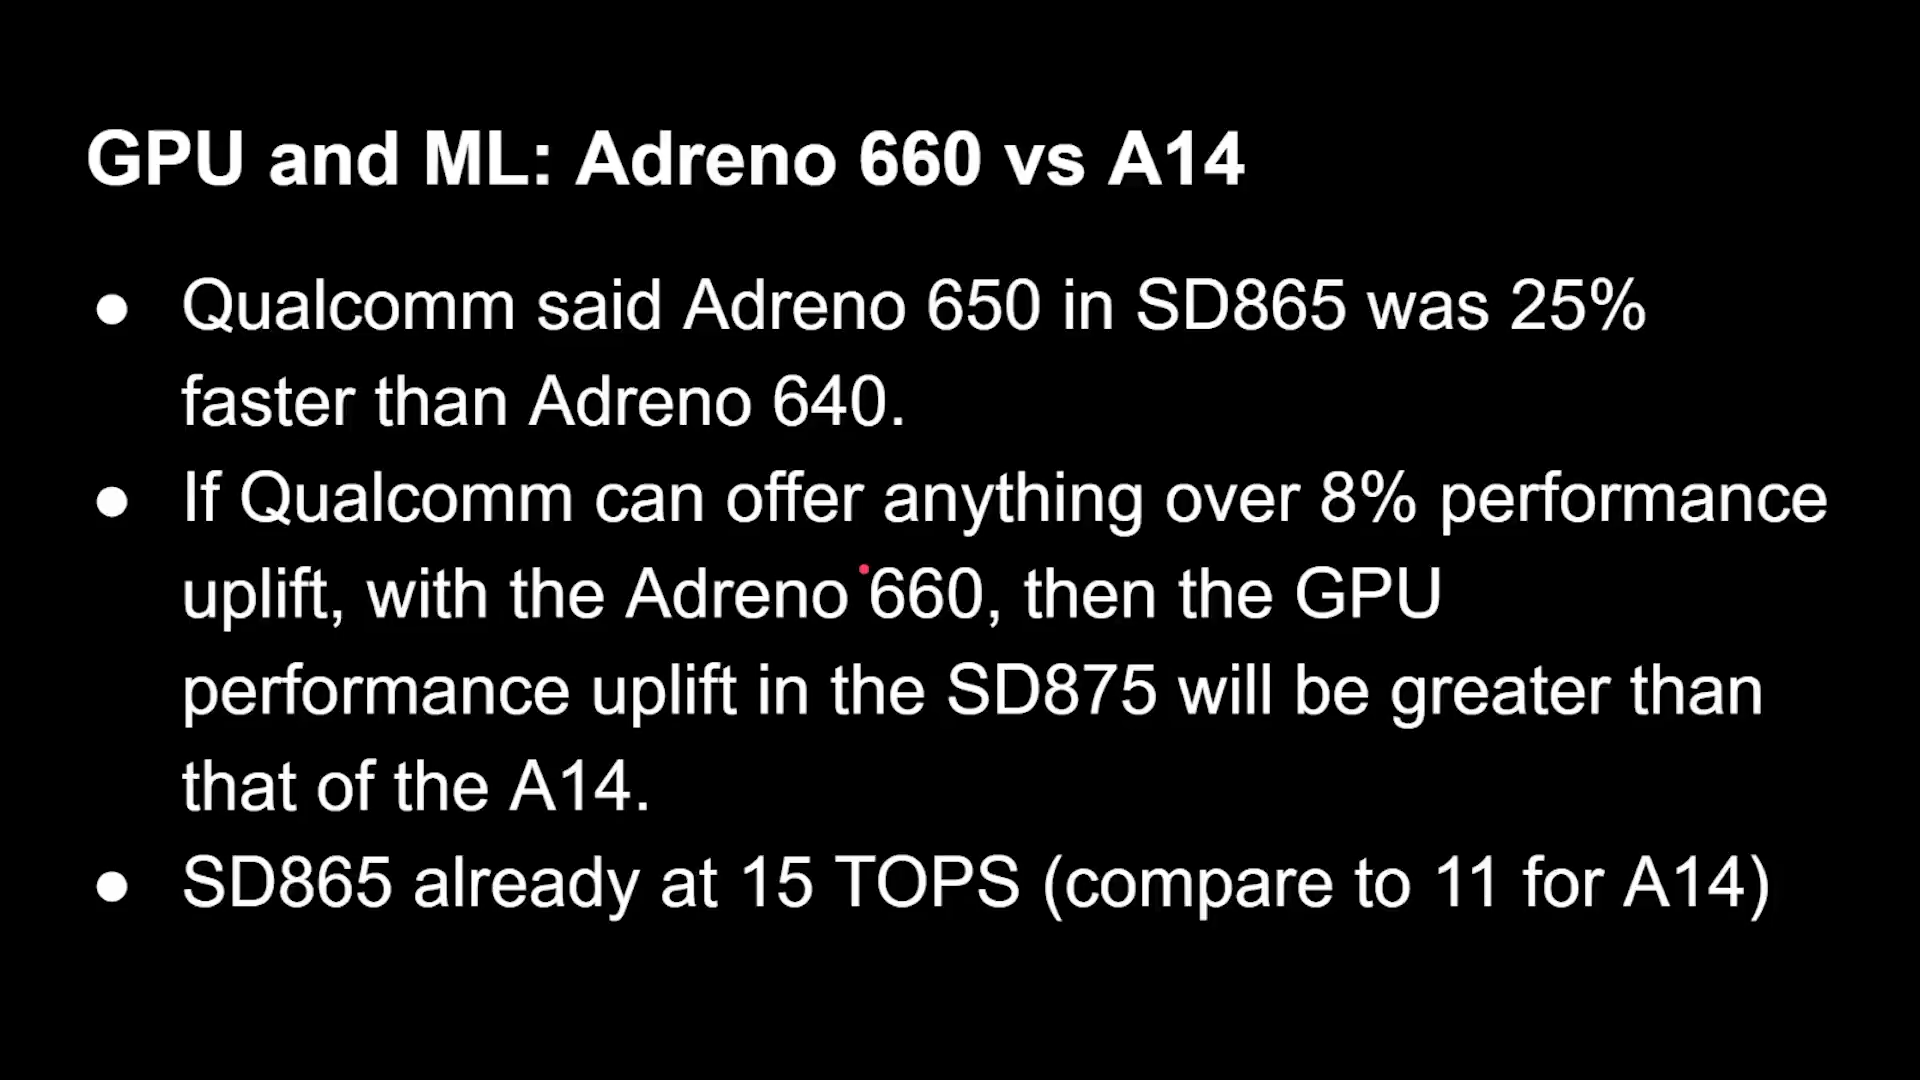 GPU and ML: Adreno 660 vs A14
● Qualcomm said Adreno 650 in SD865 was 25%
faster than Adreno 640.
● If Qualcomm can offer anything over 8% performance
uplift, with the Adreno 660, then the GPU
performance uplift in the SD875 will be greater than
that of the A14.
● SD865 already at 15 TOPS (compare to 11 for A14)